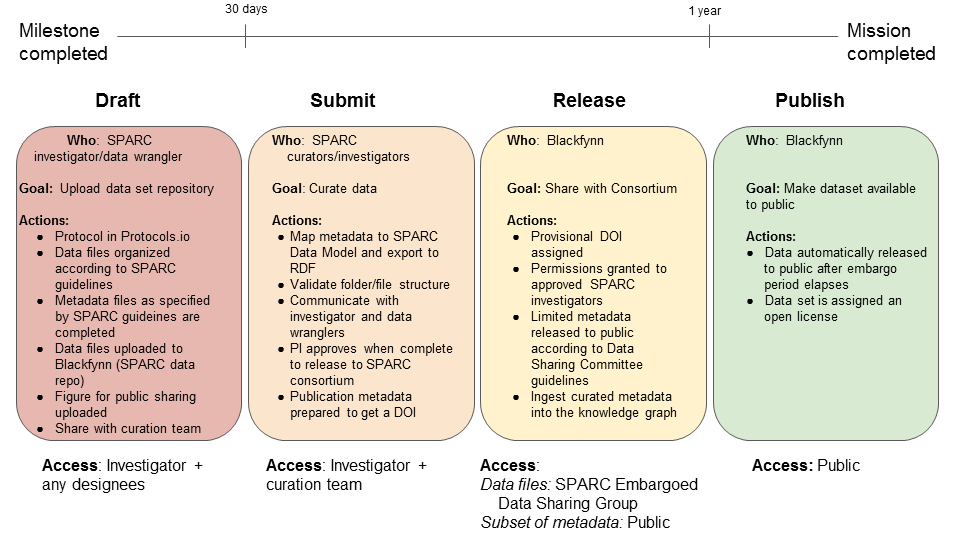 30 days
1 year
Milestone
completed
Mission
completed
Draft
Who: SPARC
investigator/data wrangler
Goal: Upload data set repository
Actions:
● Protocol in Protocols.io
● Data files organized
according to SPARC
guidelines
● Metadata files as specified
by SPARC guideines are
completed
● Data files uploaded to
Blackfynn (SPARC data
repo)
● Figure for public sharing
uploaded
● Share with curation team
Access: Investigator +
any designees
Submit
Who: SPARC
curators/investigators
Goal: Curate data
Actions:
● Map metadata to SPARC
Data Model and export to
RDF
● Validate folder/file structure
● Communicate with
investigator and data
wranglers
● PI approves when complete
to release to SPARC
consortium
● Publication metadata
prepared to get a DOI
Access: Investigator +
curation team
Release
Who: Blackfynn
Goal: Share with Consortium
Actions:
● Provisional DOI
assigned
● Permissions granted to
approved SPARC
investigators
● Limited metadata
released to public
according to Data
Sharing Committee
guidelines
● Ingest curated metadata
into the knowledge graph
Access:
Data files: SPARC Embargoed
Data Sharing Group
Subset of metadata: Public
Publish
Who: Blackfynn
Goal: Make dataset available
to public
Actions:
● Data automatically released
to public after embargo
period elapses
● Data set is assigned an
open license
Access: Public